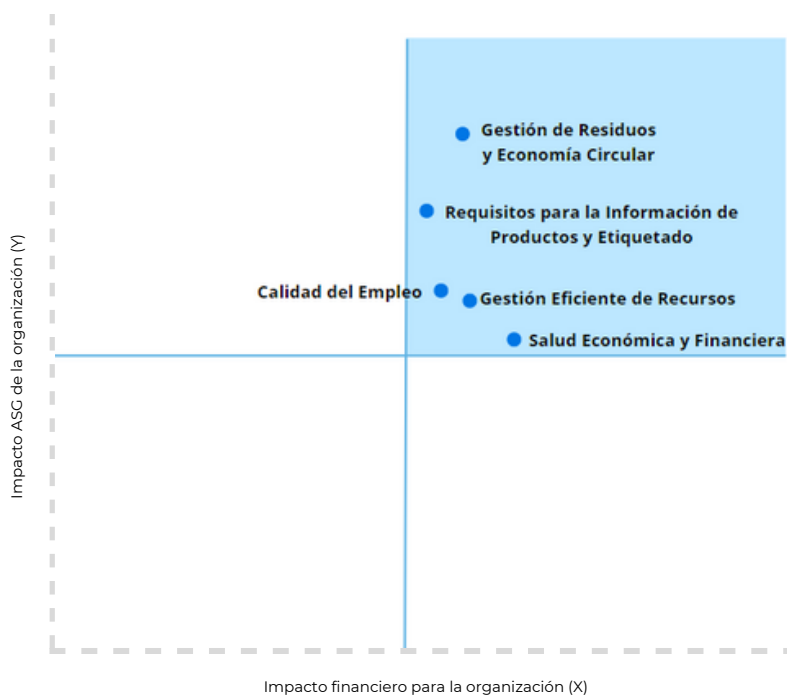 Gestión de Residuos
y Economía Circular
Requisitos para la Información de
Productos y Etiquetado
Calidad del Empleo
Gestión Eficiente de Recursos
Salud Económica y Financiera
Impacto ASG de la organización (Y)
Impacto financiero para la organización (X)